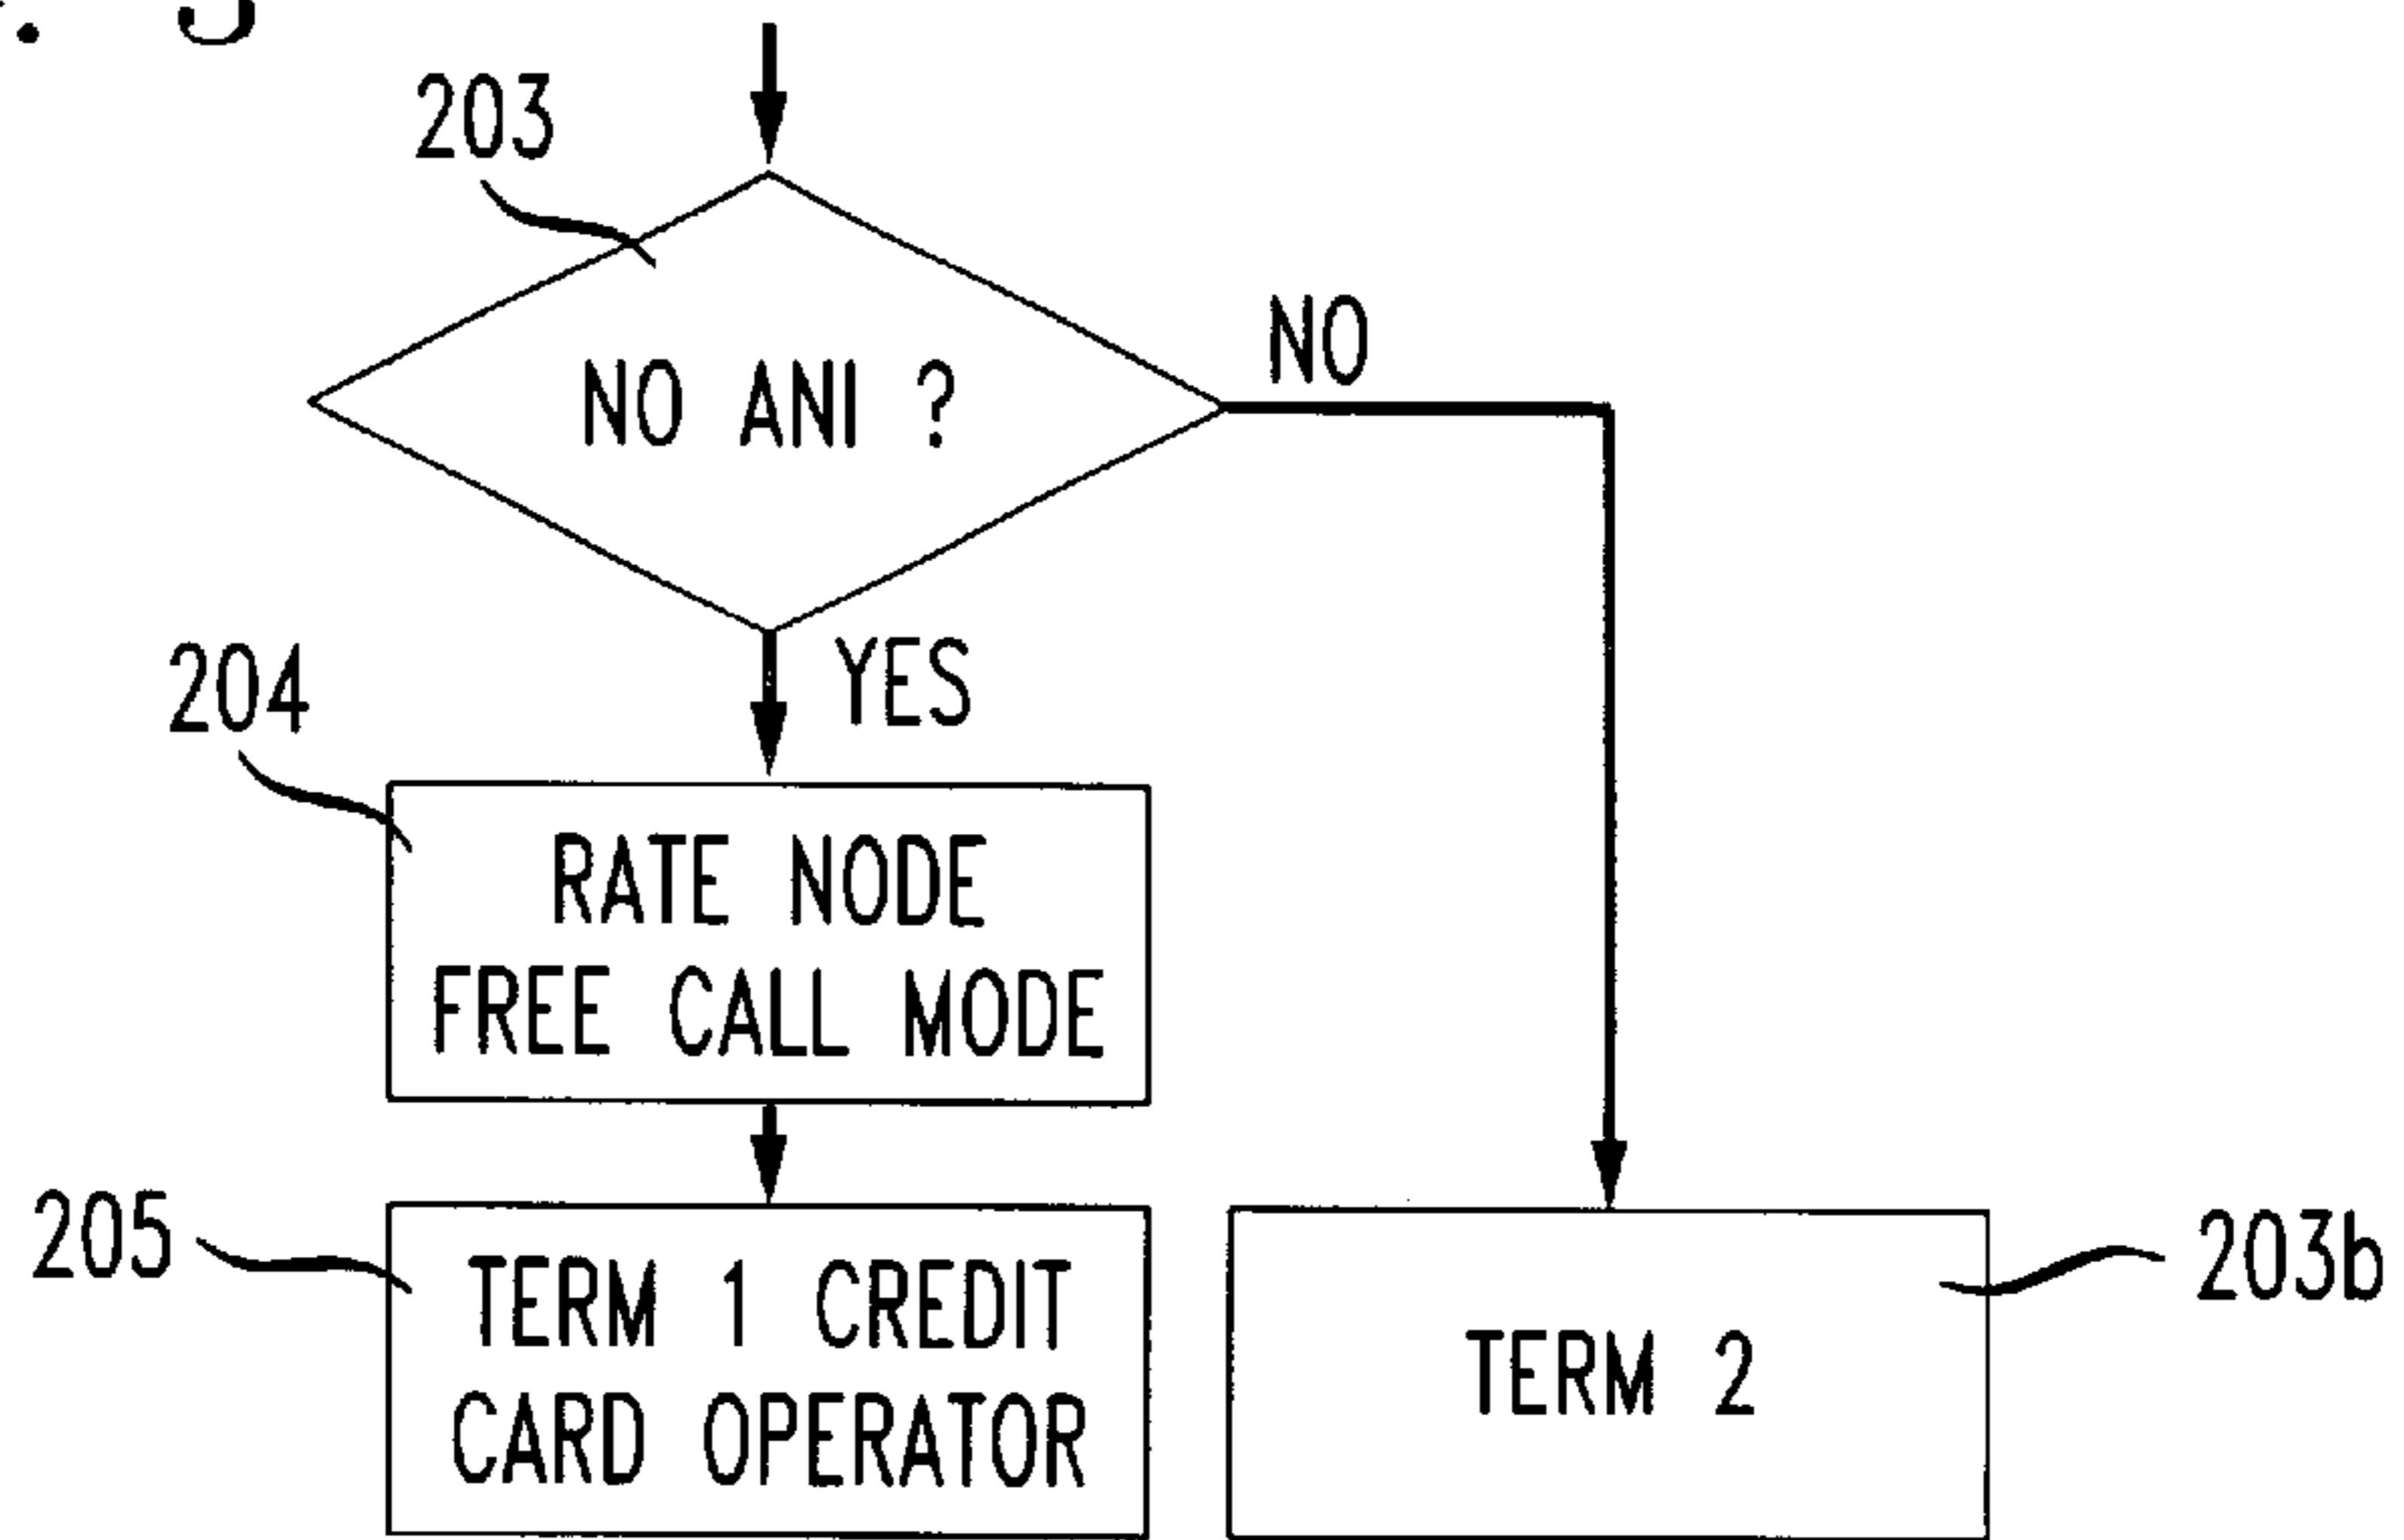 203
NO ANI ?
NO
YES
204
RATE NODE
FREE CALL MODE
205
TERM 1 CREDIT
CARD OPERATOR
TERM 2
203b